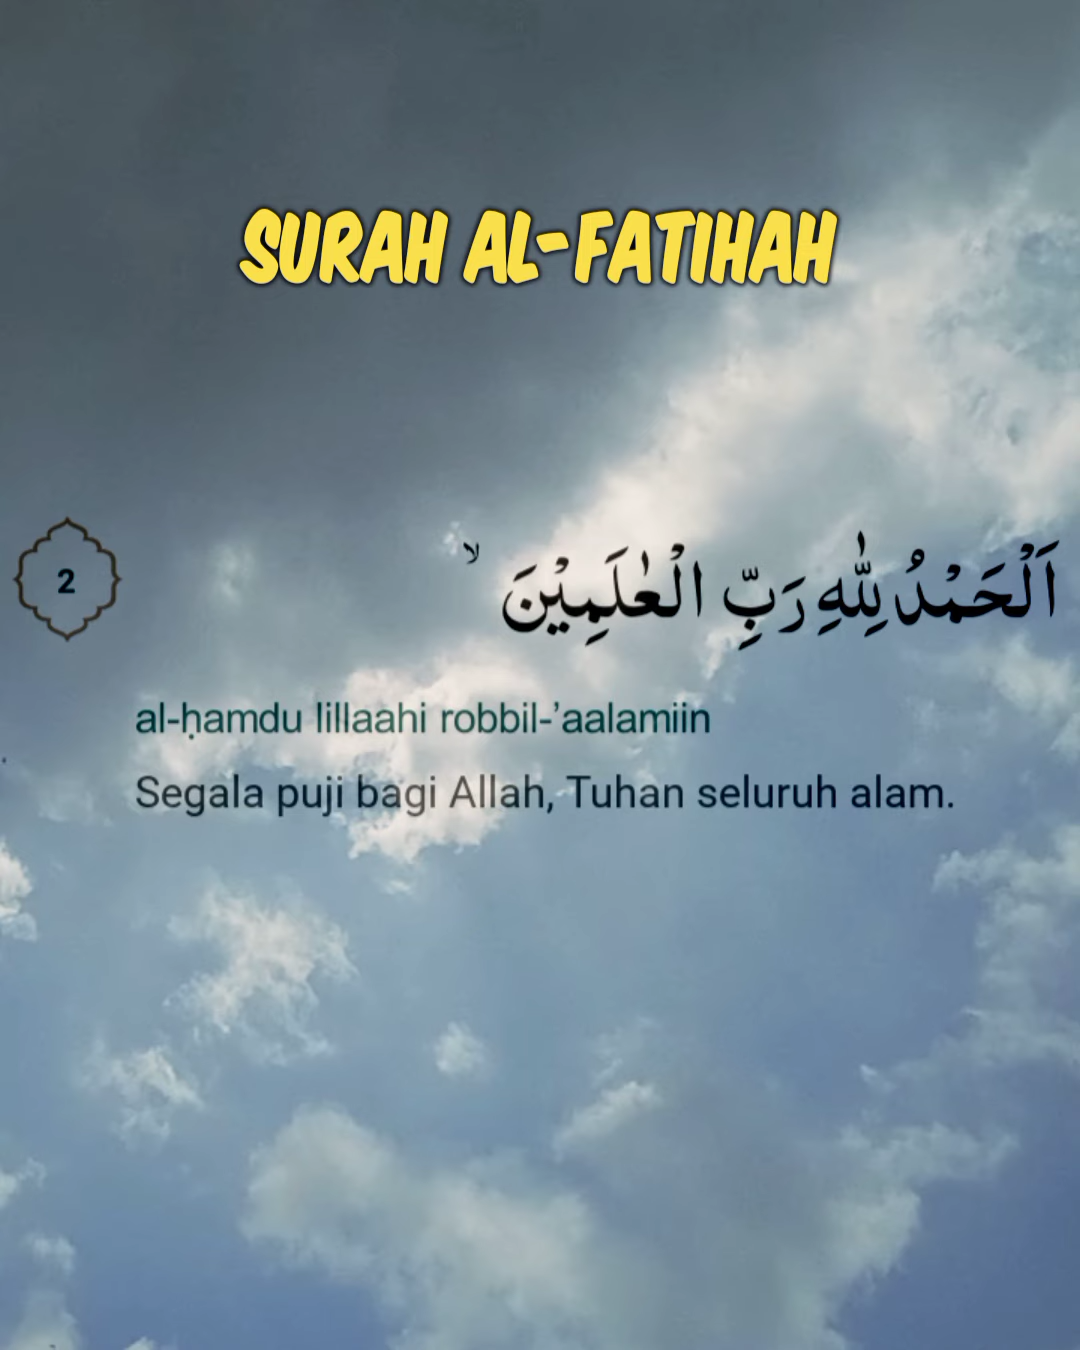 SURAH AL-FATIHAH
اَلْحَمْدُ لِلّٰهِ رَبِّ الْعٰلَمِيْنَ ۙ
2
al-ḥamdu lillaahi robbil-’aalamiin
Segala puji bagi Allah, Tuhan seluruh alam.